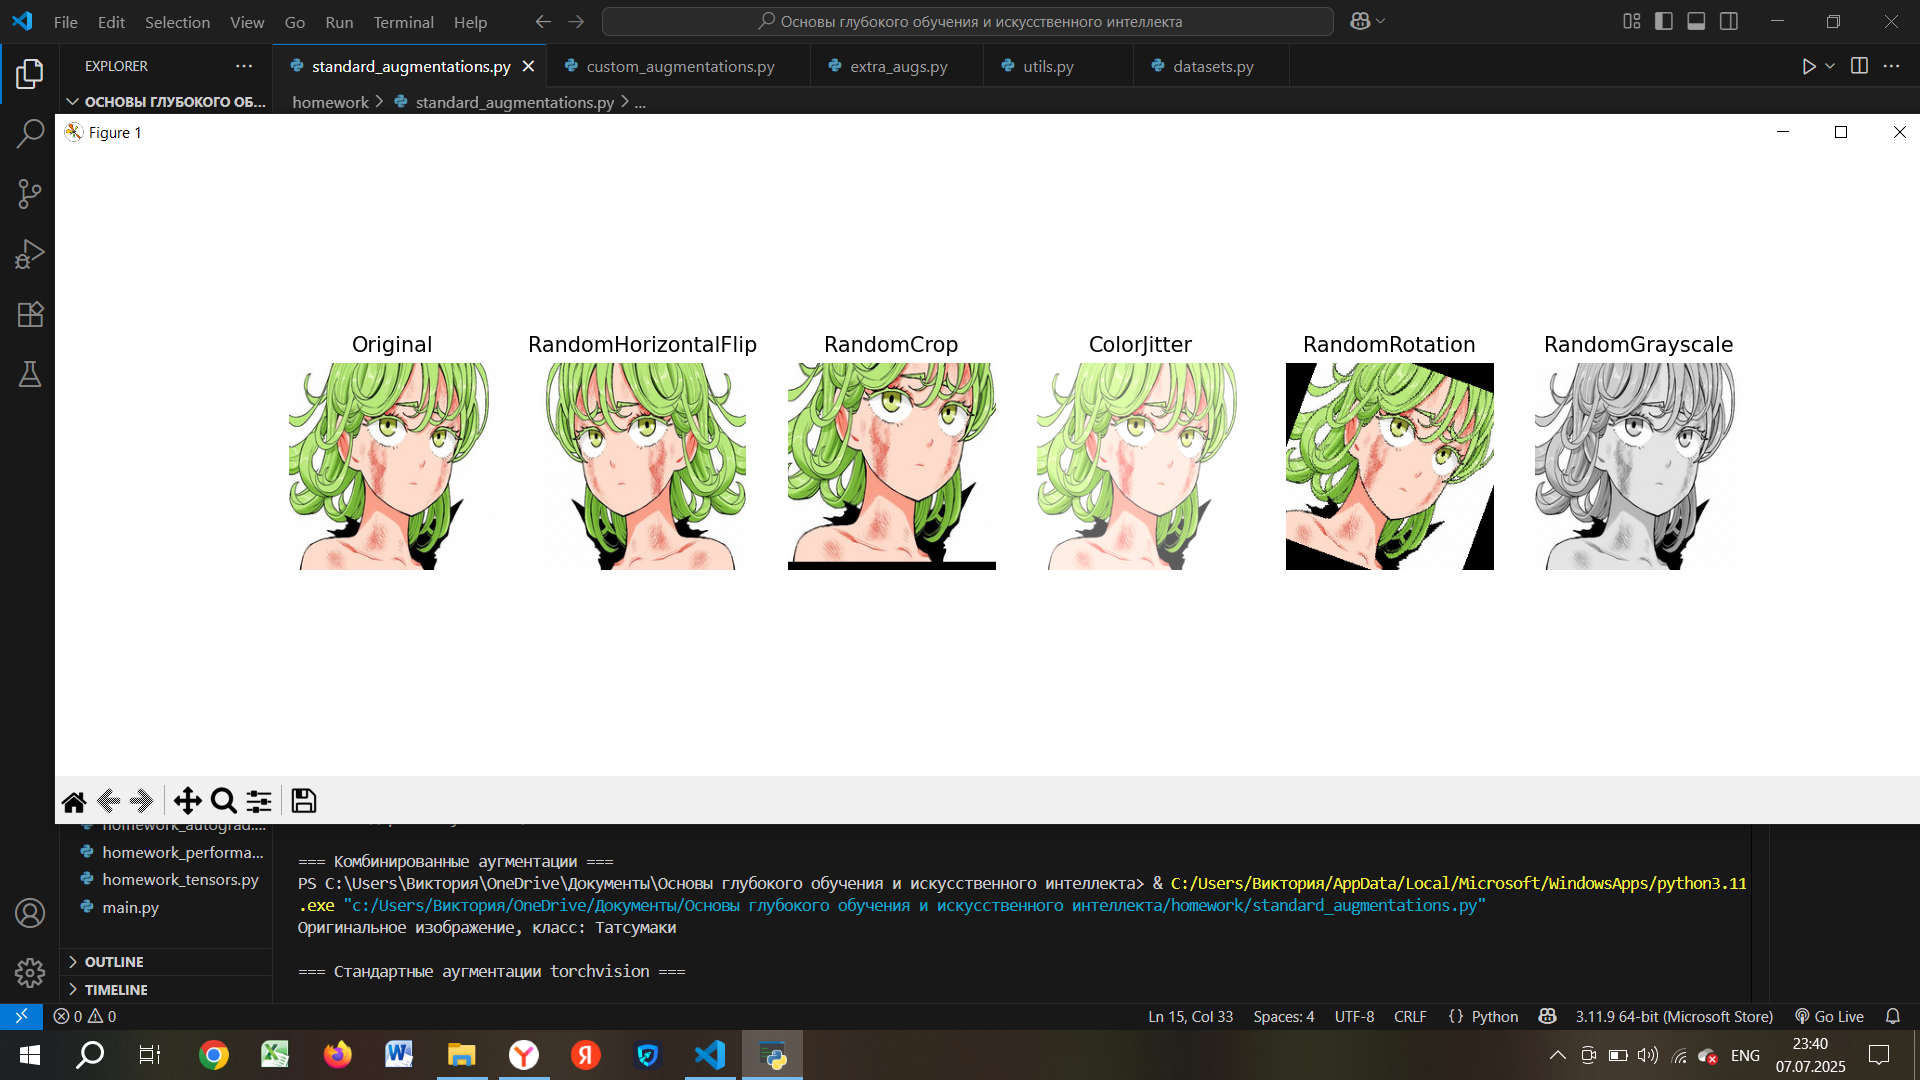 File Edit Selection View Go Run Terminal Help
Основы глубокого обучения и искусственного интеллекта
EXPLORER
standard_augmentations.py
custom_augmentations.py
extra_augs.py
utils.py
datasets.py
ОСНОВЫ ГЛУБОКОГО ОБ...
homework > standard_augmentations.py > ...
Figure 1
Original
RandomHorizontalFlip
RandomCrop
ColorJitter
RandomRotation
RandomGrayscale
homework_autograd....
homework_performa...
homework_tensors.py
main.py
OUTLINE
TIMELINE
=== Комбинированные аугментации ===
PS C:\Users\Виктория\OneDrive\Документы\Основы глубокого обучения и искусственного интеллекта> & C:/Users/Виктория/AppData/Local/Microsoft/WindowsApps/python3.11
.exe "c:/Users/Виктория/OneDrive/Документы/Основы глубокого обучения и искусственного интеллекта/homework/standard_augmentations.py"
Оригинальное изображение, класс: Татсумаки
=== Стандартные аугментации torchvision ===
0 0
Ln 15, Col 33 Spaces: 4 UTF-8 CRLF {} Python 3.11.9 64-bit (Microsoft Store) Go Live
ENG
23:40
07.07.2025